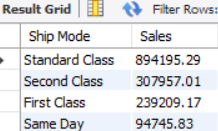 Result Grid Filter Rows:
Ship Mode Sales
Standard Class 894195.29
Second Class 307957.01
First Class 239209.17
Same Day 94745.83